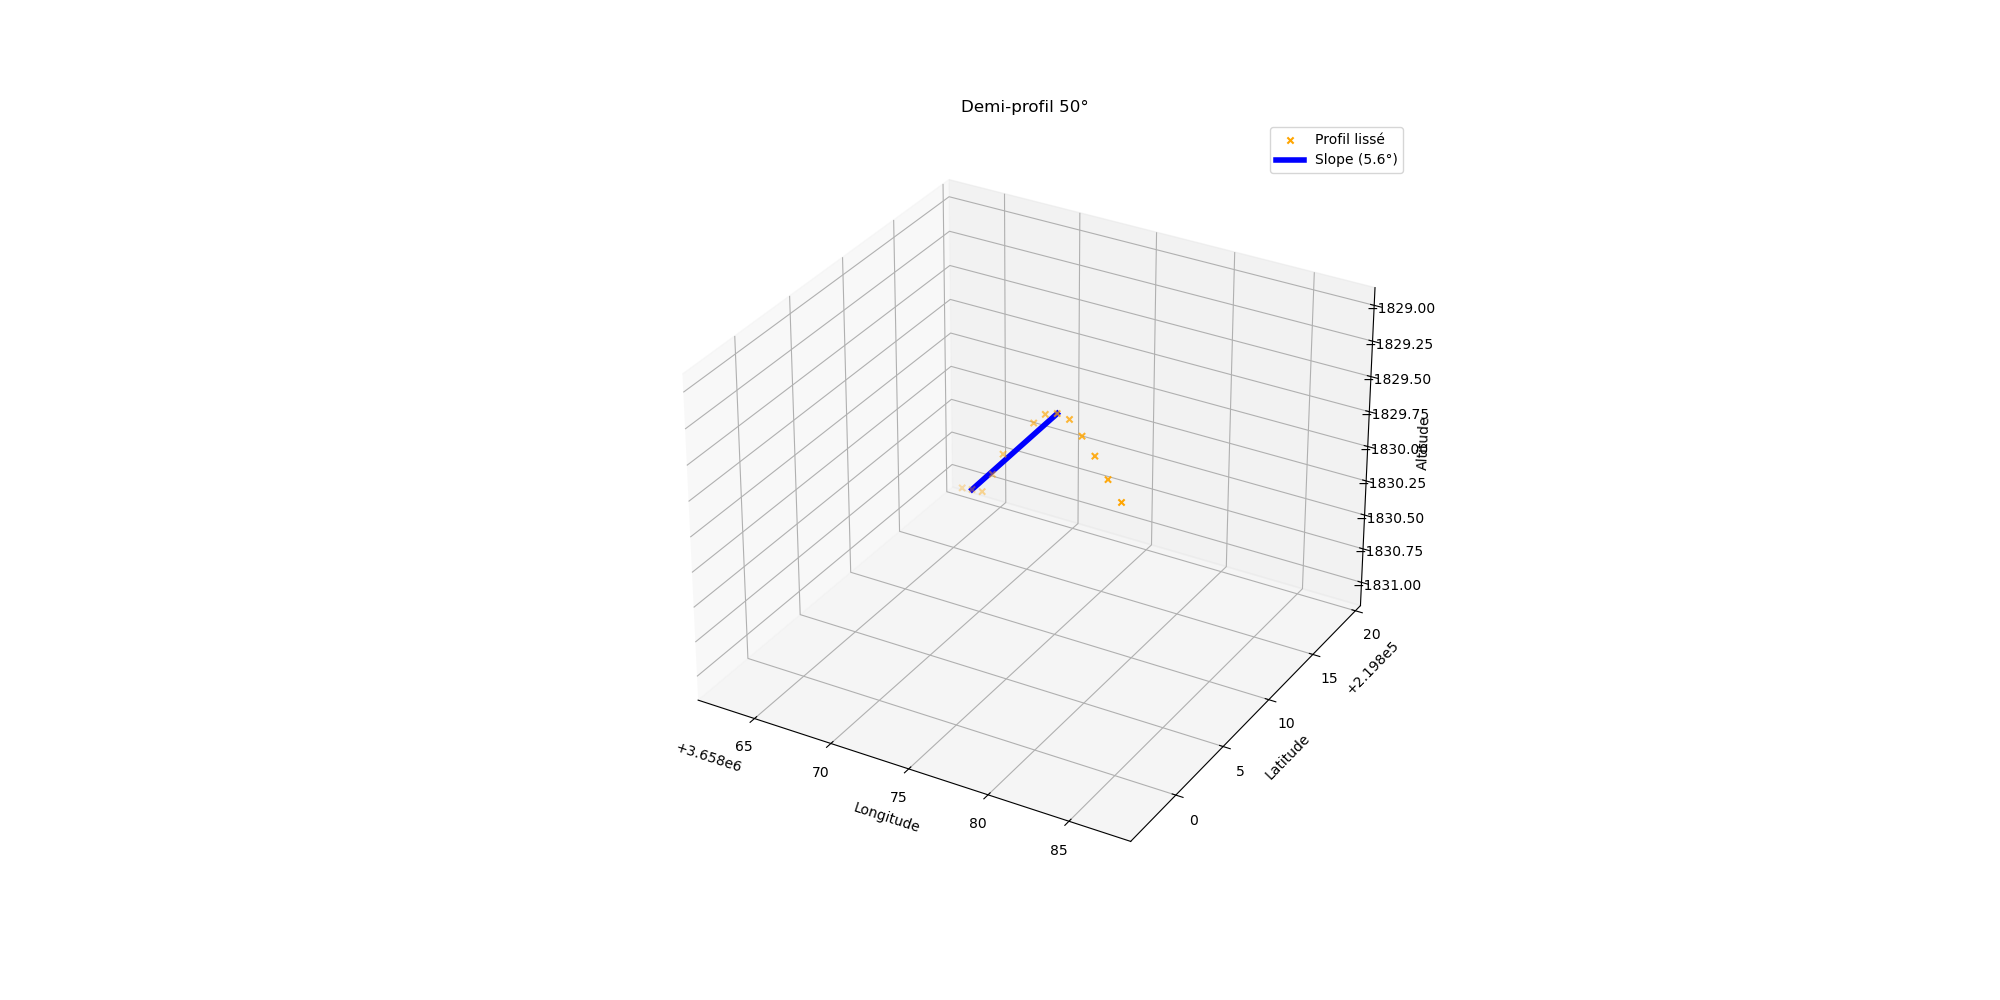 Demi-profil 50°
Profil lissé
Slope (5.6°)
−1829.00
−1829.25
−1829.50
−1829.75
−1830.00
−1830.25
−1830.50
−1830.75
−1831.00
Altitude
20
15
10
5
0
+2.198e5
Latitude
65
70
75
80
85
+3.658e6
Longitude